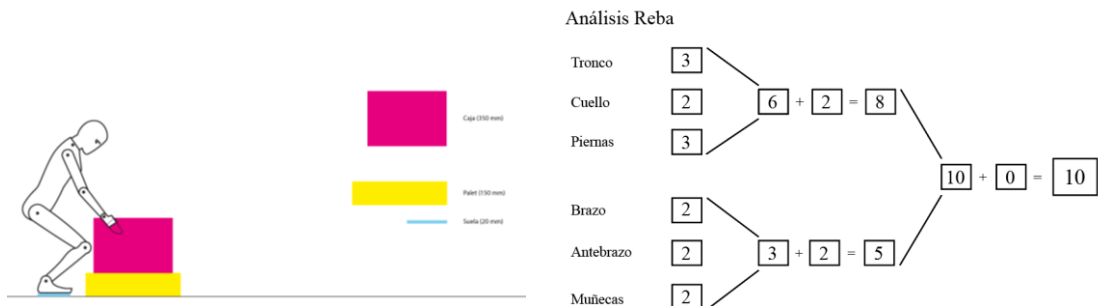 Análisis Reba
Tronco 3
Cuello 2 6 + 2 = 8
Piernas 3
10 + 0 = 10
Brazo 2
Antebrazo 2 3 + 2 = 5
Muñecas 2
Caja (350 mm)
Palet (150 mm)
Suela (20 mm)